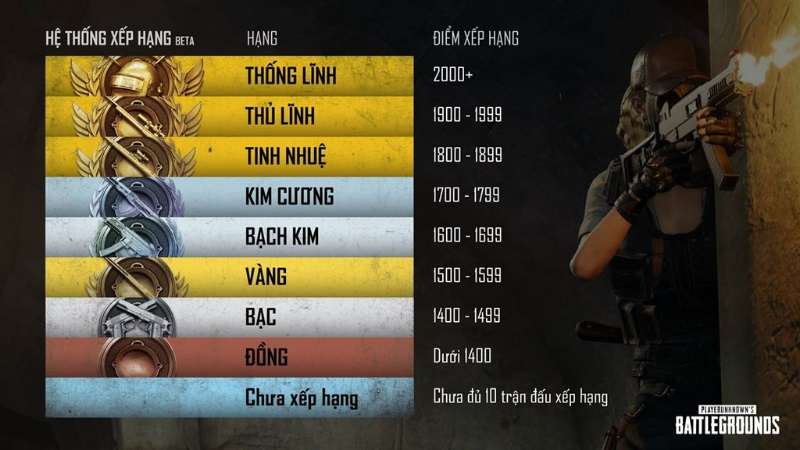 HỆ THỐNG XẾP HẠNG BETA HẠNG ĐIỂM XẾP HẠNG
THỐNG LĨNH 2000+
THỦ LĨNH 1900 - 1999
TINH NHUỆ 1800 - 1899
KIM CƯƠNG 1700 - 1799
BẠCH KIM 1600 - 1699
VÀNG 1500 - 1599
BẠC 1400 - 1499
ĐỒNG Dưới 1400
Chưa xếp hạng Chưa đủ 10 trận đấu xếp hạng
PLAYERUNKNOWN'S
BATTLEGROUNDS